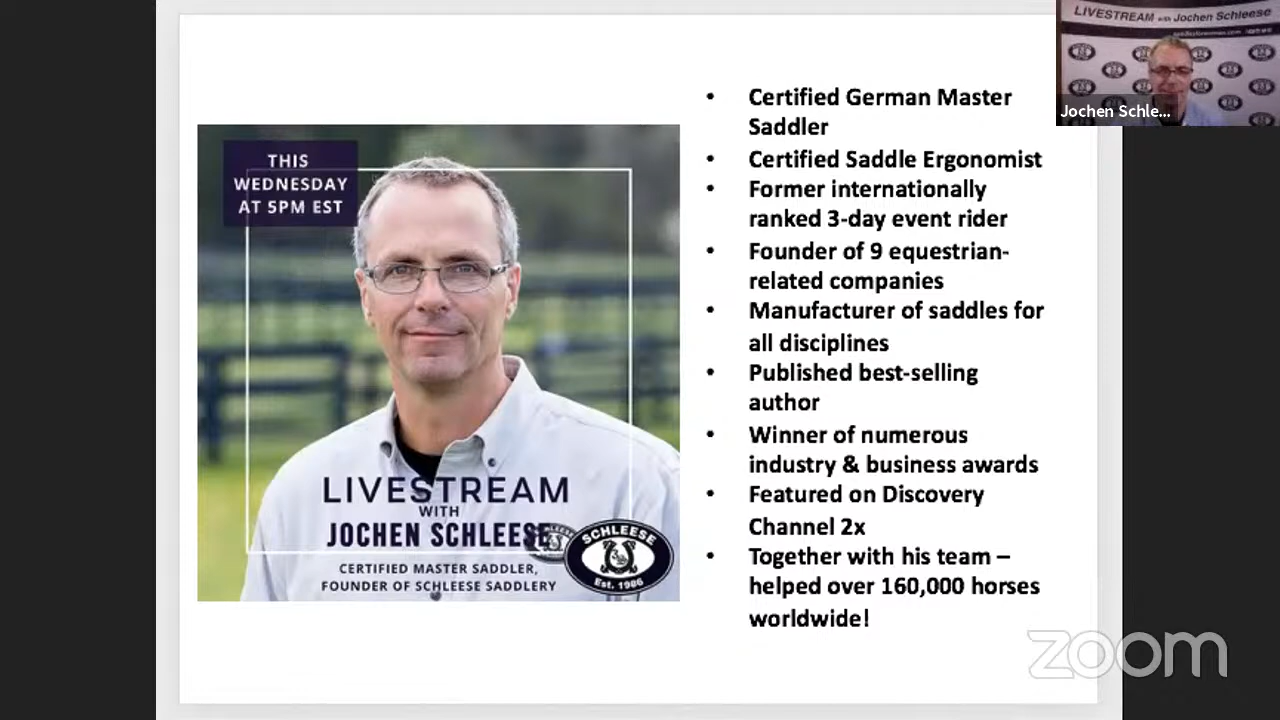 THIS
WEDNESDAY
AT 5PM EST
LIVESTREAM
WITH
JOCHEN SCHLEESE
CERTIFIED MASTER SADDLER,
FOUNDER OF SCHLEESE SADDLERY
SCHLEESE
Est. 1986
• Certified German Master
Saddler
• Certified Saddle Ergonomist
• Former internationally
ranked 3-day event rider
• Founder of 9 equestrian-
related companies
• Manufacturer of saddles for
all disciplines
• Published best-selling
author
• Winner of numerous
industry & business awards
• Featured on Discovery
Channel 2x
• Together with his team –
helped over 160,000 horses
worldwide!
LIVESTREAM with Jochen Schleese
Jochen Schle...
zoom